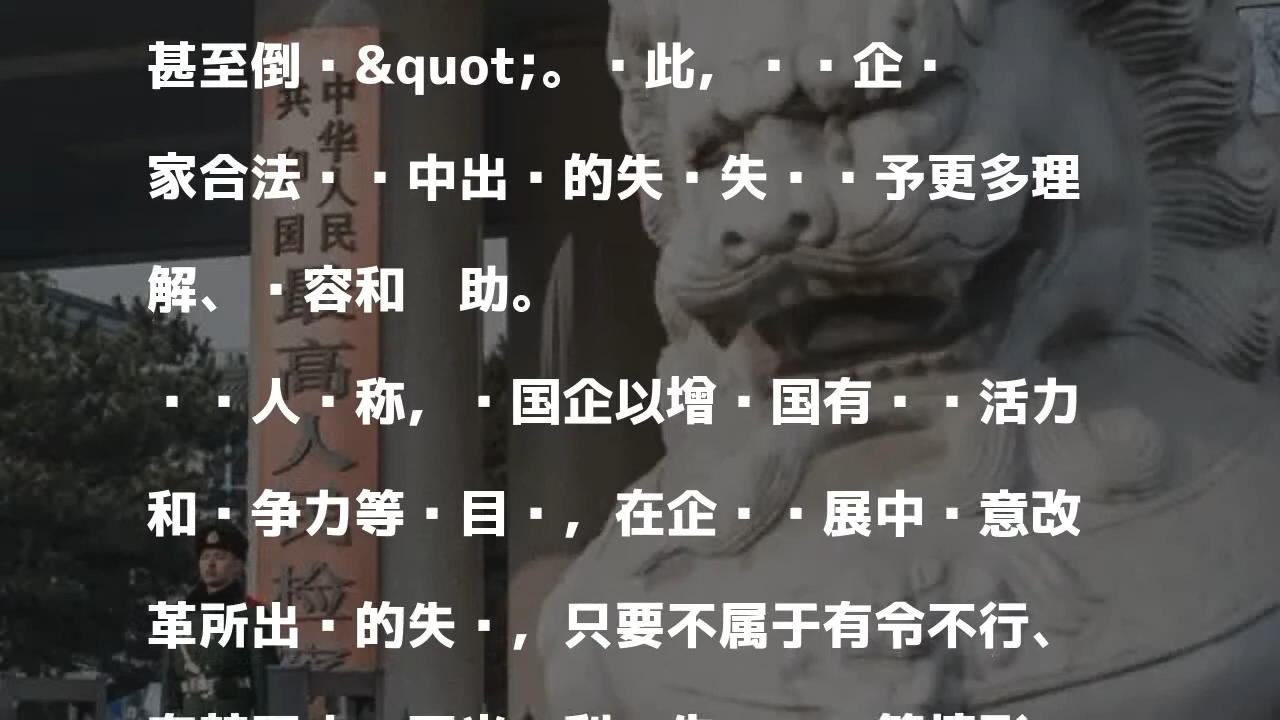 甚至倒·&quot;。·此,··企·
家合法··中出·的失·失··予更多理
解、·容和 助。
··人·称,·国企以增·国有··活力
和·争力等·目·,在企··展中·意改
革所出·的失·,只要不属于有令不行、
中华人民
共和国
最高人民检